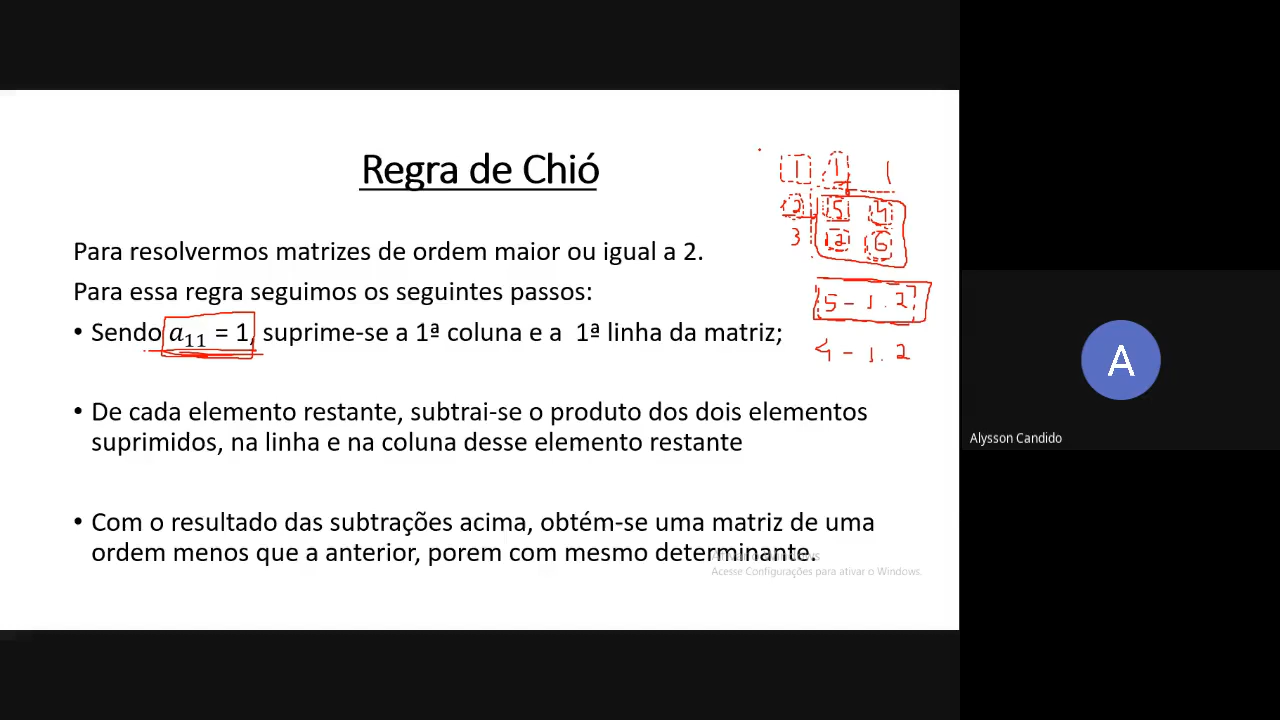 Regra de Chió
1 1 1
2 5 4
3 2 6
5 - 1 . 2
4 - 1 . 2
Para resolvermos matrizes de ordem maior ou igual a 2.
Para essa regra seguimos os seguintes passos:
• Sendo a₁₁ = 1, suprime-se a 1ª coluna e a 1ª linha da matriz;
• De cada elemento restante, subtrai-se o produto dos dois elementos
suprimidos, na linha e na coluna desse elemento restante
• Com o resultado das subtrações acima, obtém-se uma matriz de uma
ordem menos que a anterior, porem com mesmo determinante.
Acesse Configurações para ativar o Windows.
A
Alysson Candido